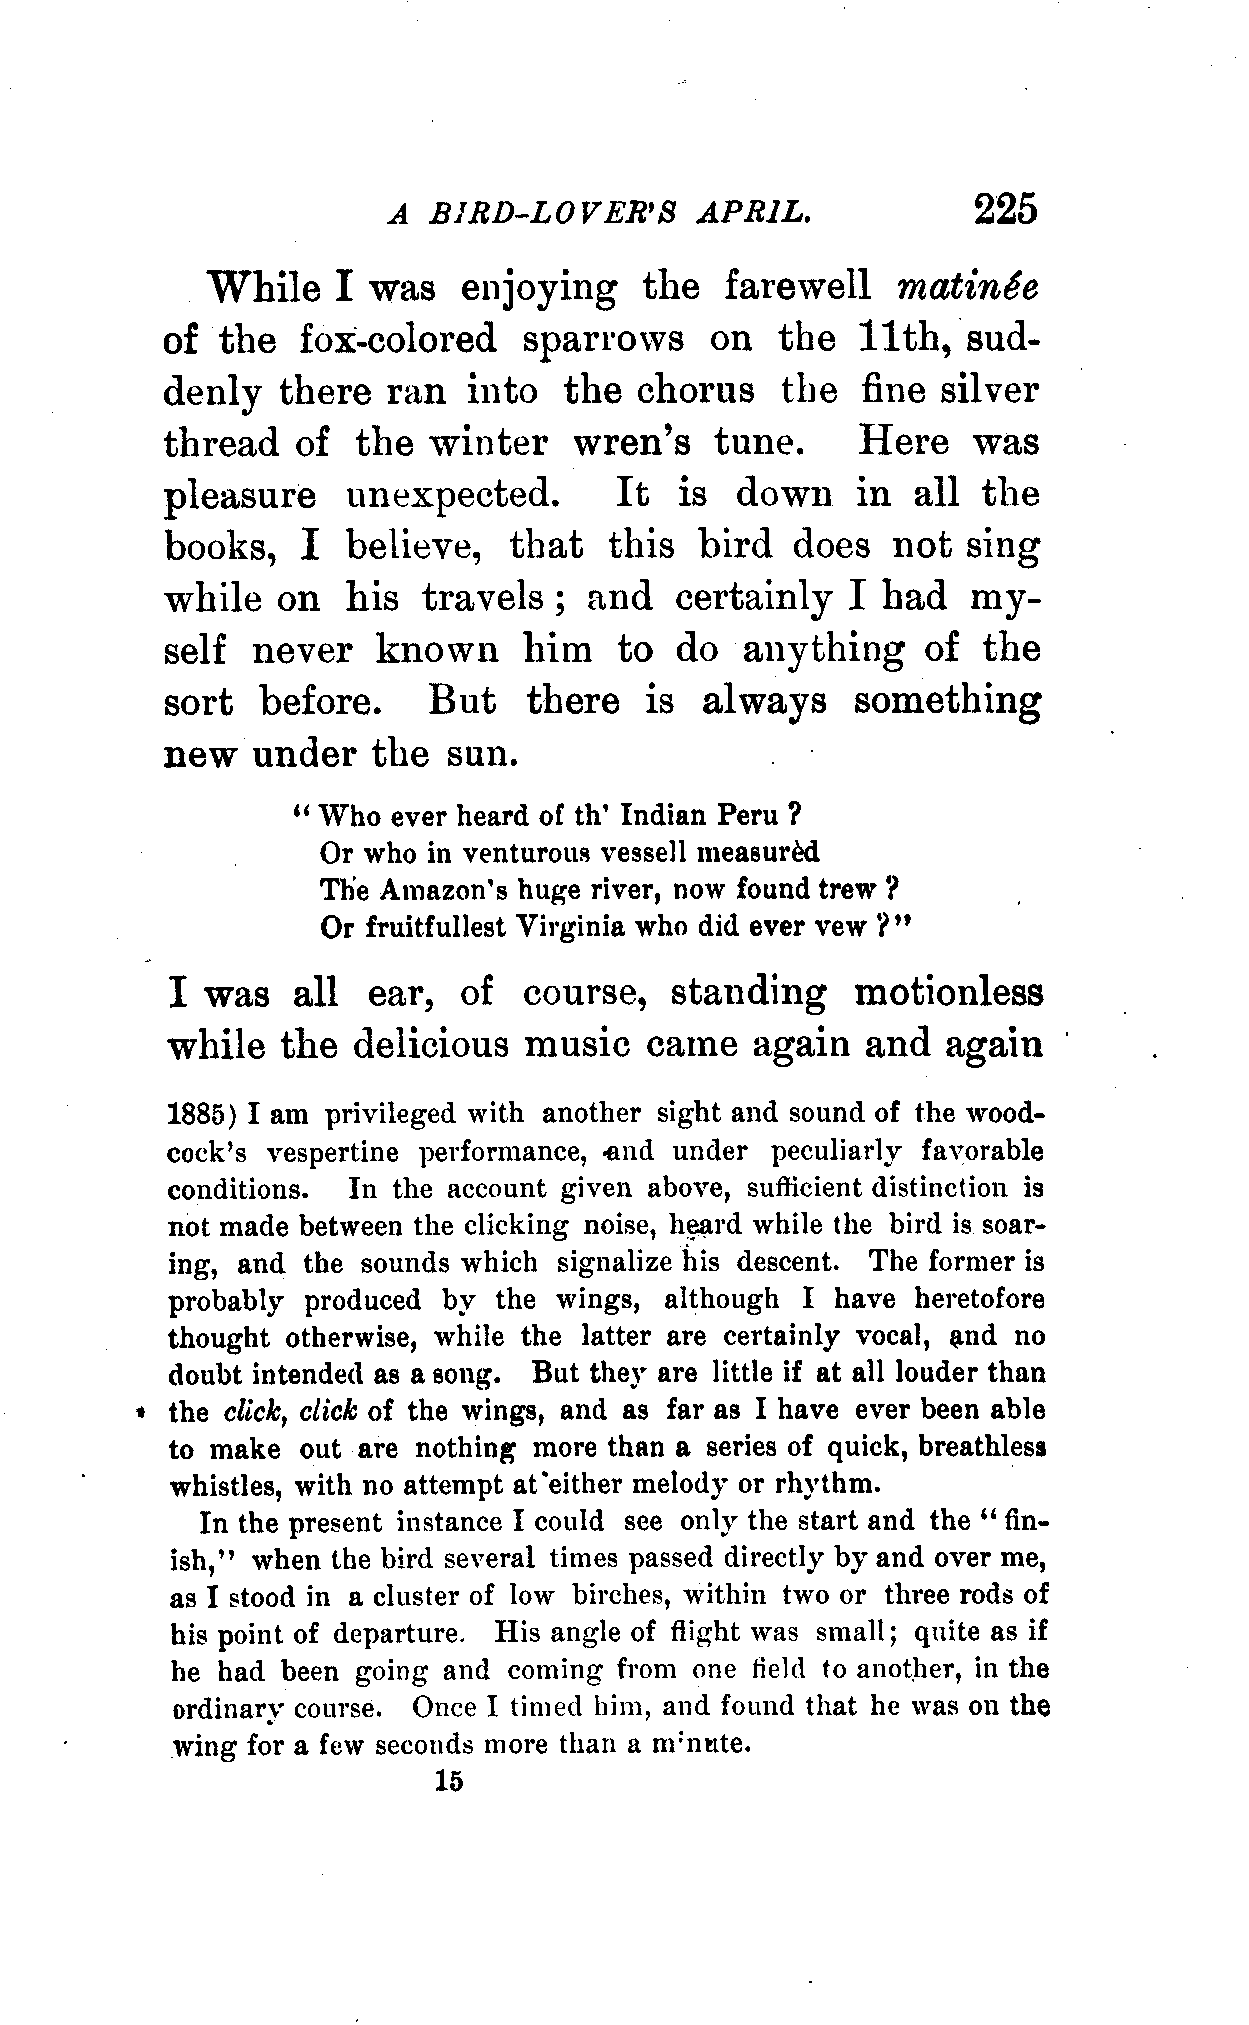 A BIRD-LOVER'S APRIL. 225
While I was enjoying the farewell matinée
of the fox-colored sparrows on the 11th, sud-
denly there ran into the chorus the fine silver
thread of the winter wren's tune. Here was
pleasure unexpected. It is down in all the
books, I believe, that this bird does not sing
while on his travels ; and certainly I had my-
self never known him to do anything of the
sort before. But there is always something
new under the sun.
“ Who ever heard of th' Indian Peru ?
Or who in venturous vessell measurèd
The Amazon's huge river, now found trew ?
Or fruitfullest Virginia who did ever vew ?”
I was all ear, of course, standing motionless
while the delicious music came again and again
1885) I am privileged with another sight and sound of the wood-
cock's vespertine performance, and under peculiarly favorable
conditions. In the account given above, sufficient distinction is
not made between the clicking noise, heard while the bird is soar-
ing, and the sounds which signalize his descent. The former is
probably produced by the wings, although I have heretofore
thought otherwise, while the latter are certainly vocal, and no
doubt intended as a song. But they are little if at all louder than
the click, click of the wings, and as far as I have ever been able
to make out are nothing more than a series of quick, breathless
whistles, with no attempt at either melody or rhythm.
In the present instance I could see only the start and the “ fin-
ish,” when the bird several times passed directly by and over me,
as I stood in a cluster of low birches, within two or three rods of
his point of departure. His angle of flight was small; quite as if
he had been going and coming from one field to another, in the
ordinary course. Once I timed him, and found that he was on the
wing for a few seconds more than a minute.
15